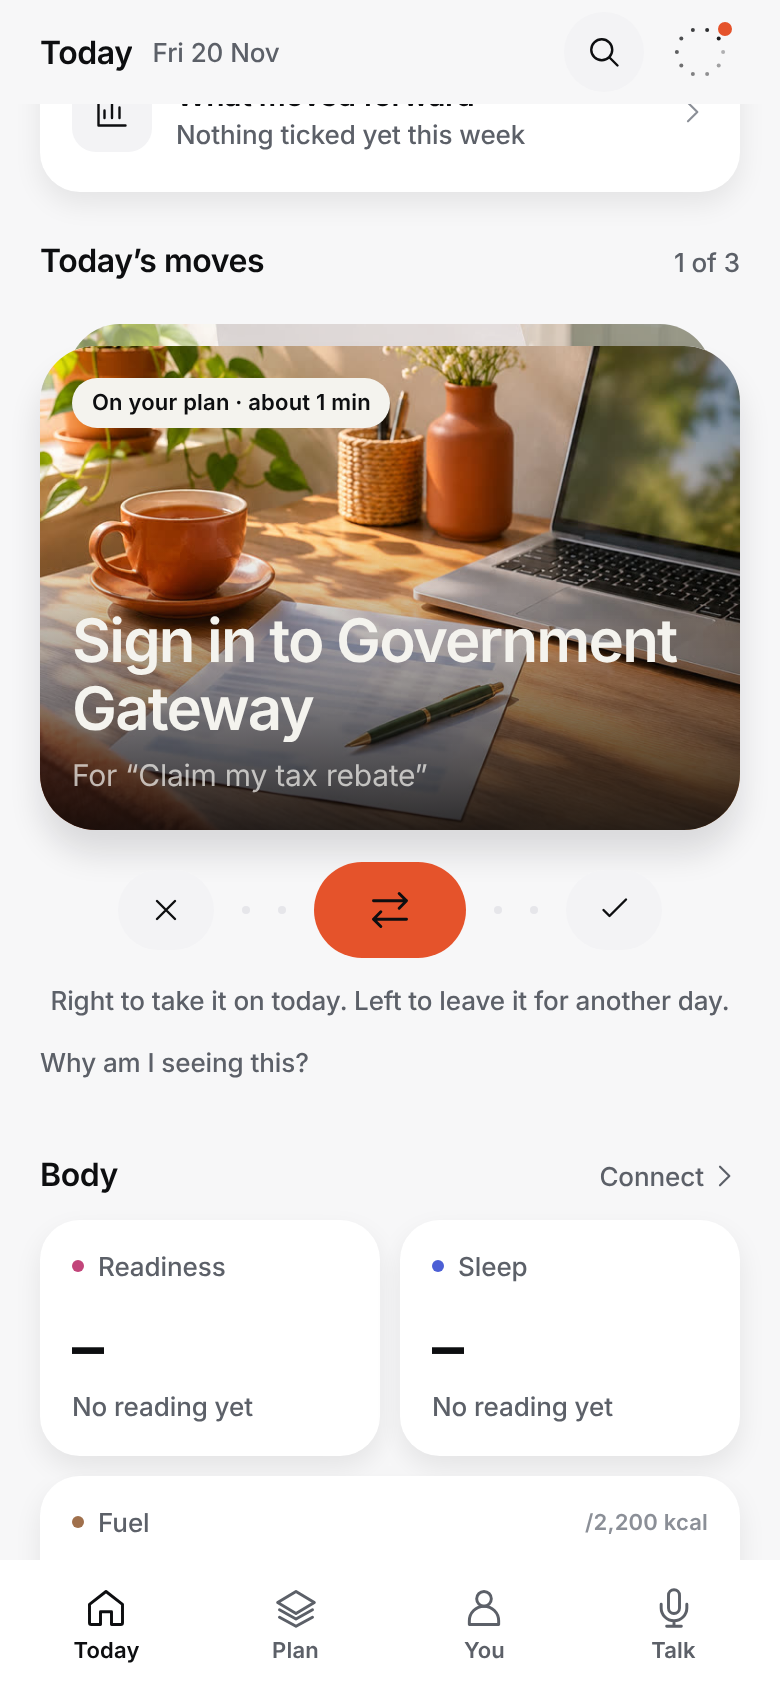 Today Fri 20 Nov
What moved forward
Nothing ticked yet this week
Today’s moves
1 of 3
On your plan · about 1 min
Sign in to Government
Gateway
For “Claim my tax rebate”
Right to take it on today. Left to leave it for another day.
Why am I seeing this?
Body
Connect
Readiness
Sleep
–
–
No reading yet
No reading yet
Fuel
/2,200 kcal
Today
Plan
You
Talk